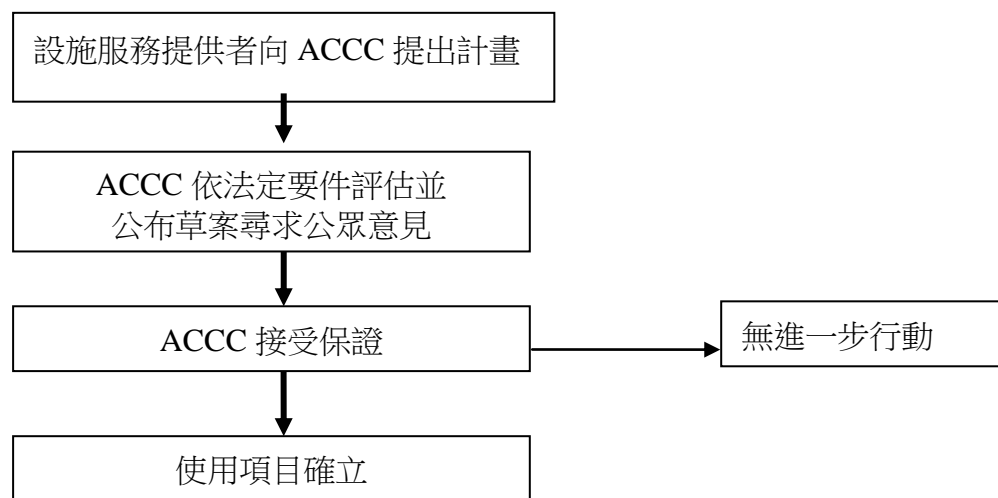 設施服務提供者向 ACCC 提出計畫
ACCC 依法定要件評估並
公布草案尋求公眾意見
ACCC 接受保證
無進一步行動
使用項目確立